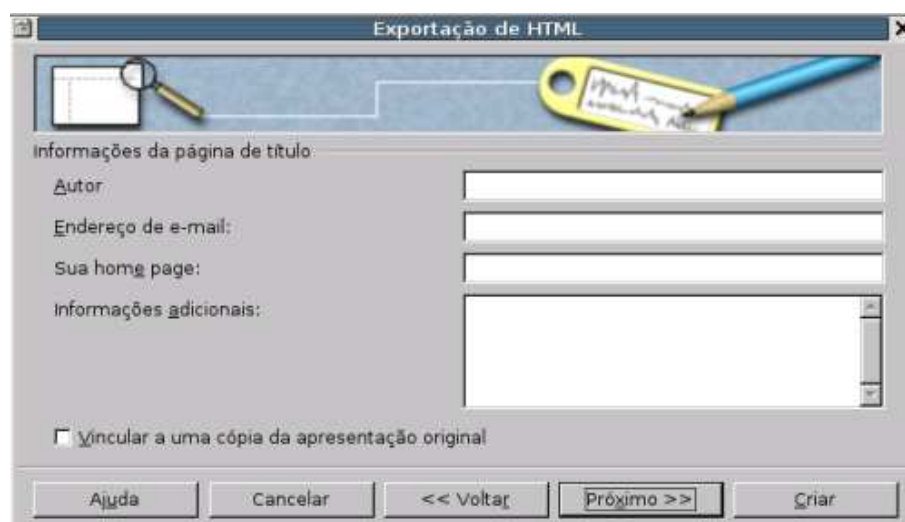 Exportação de HTML
Informações da página de título
Autor
Endereço de e-mail:
Sua home page:
Informações adicionais:
Vincular a uma cópia da apresentação original
Ajuda
Cancelar
<< Voltar
Próximo >>
Criar